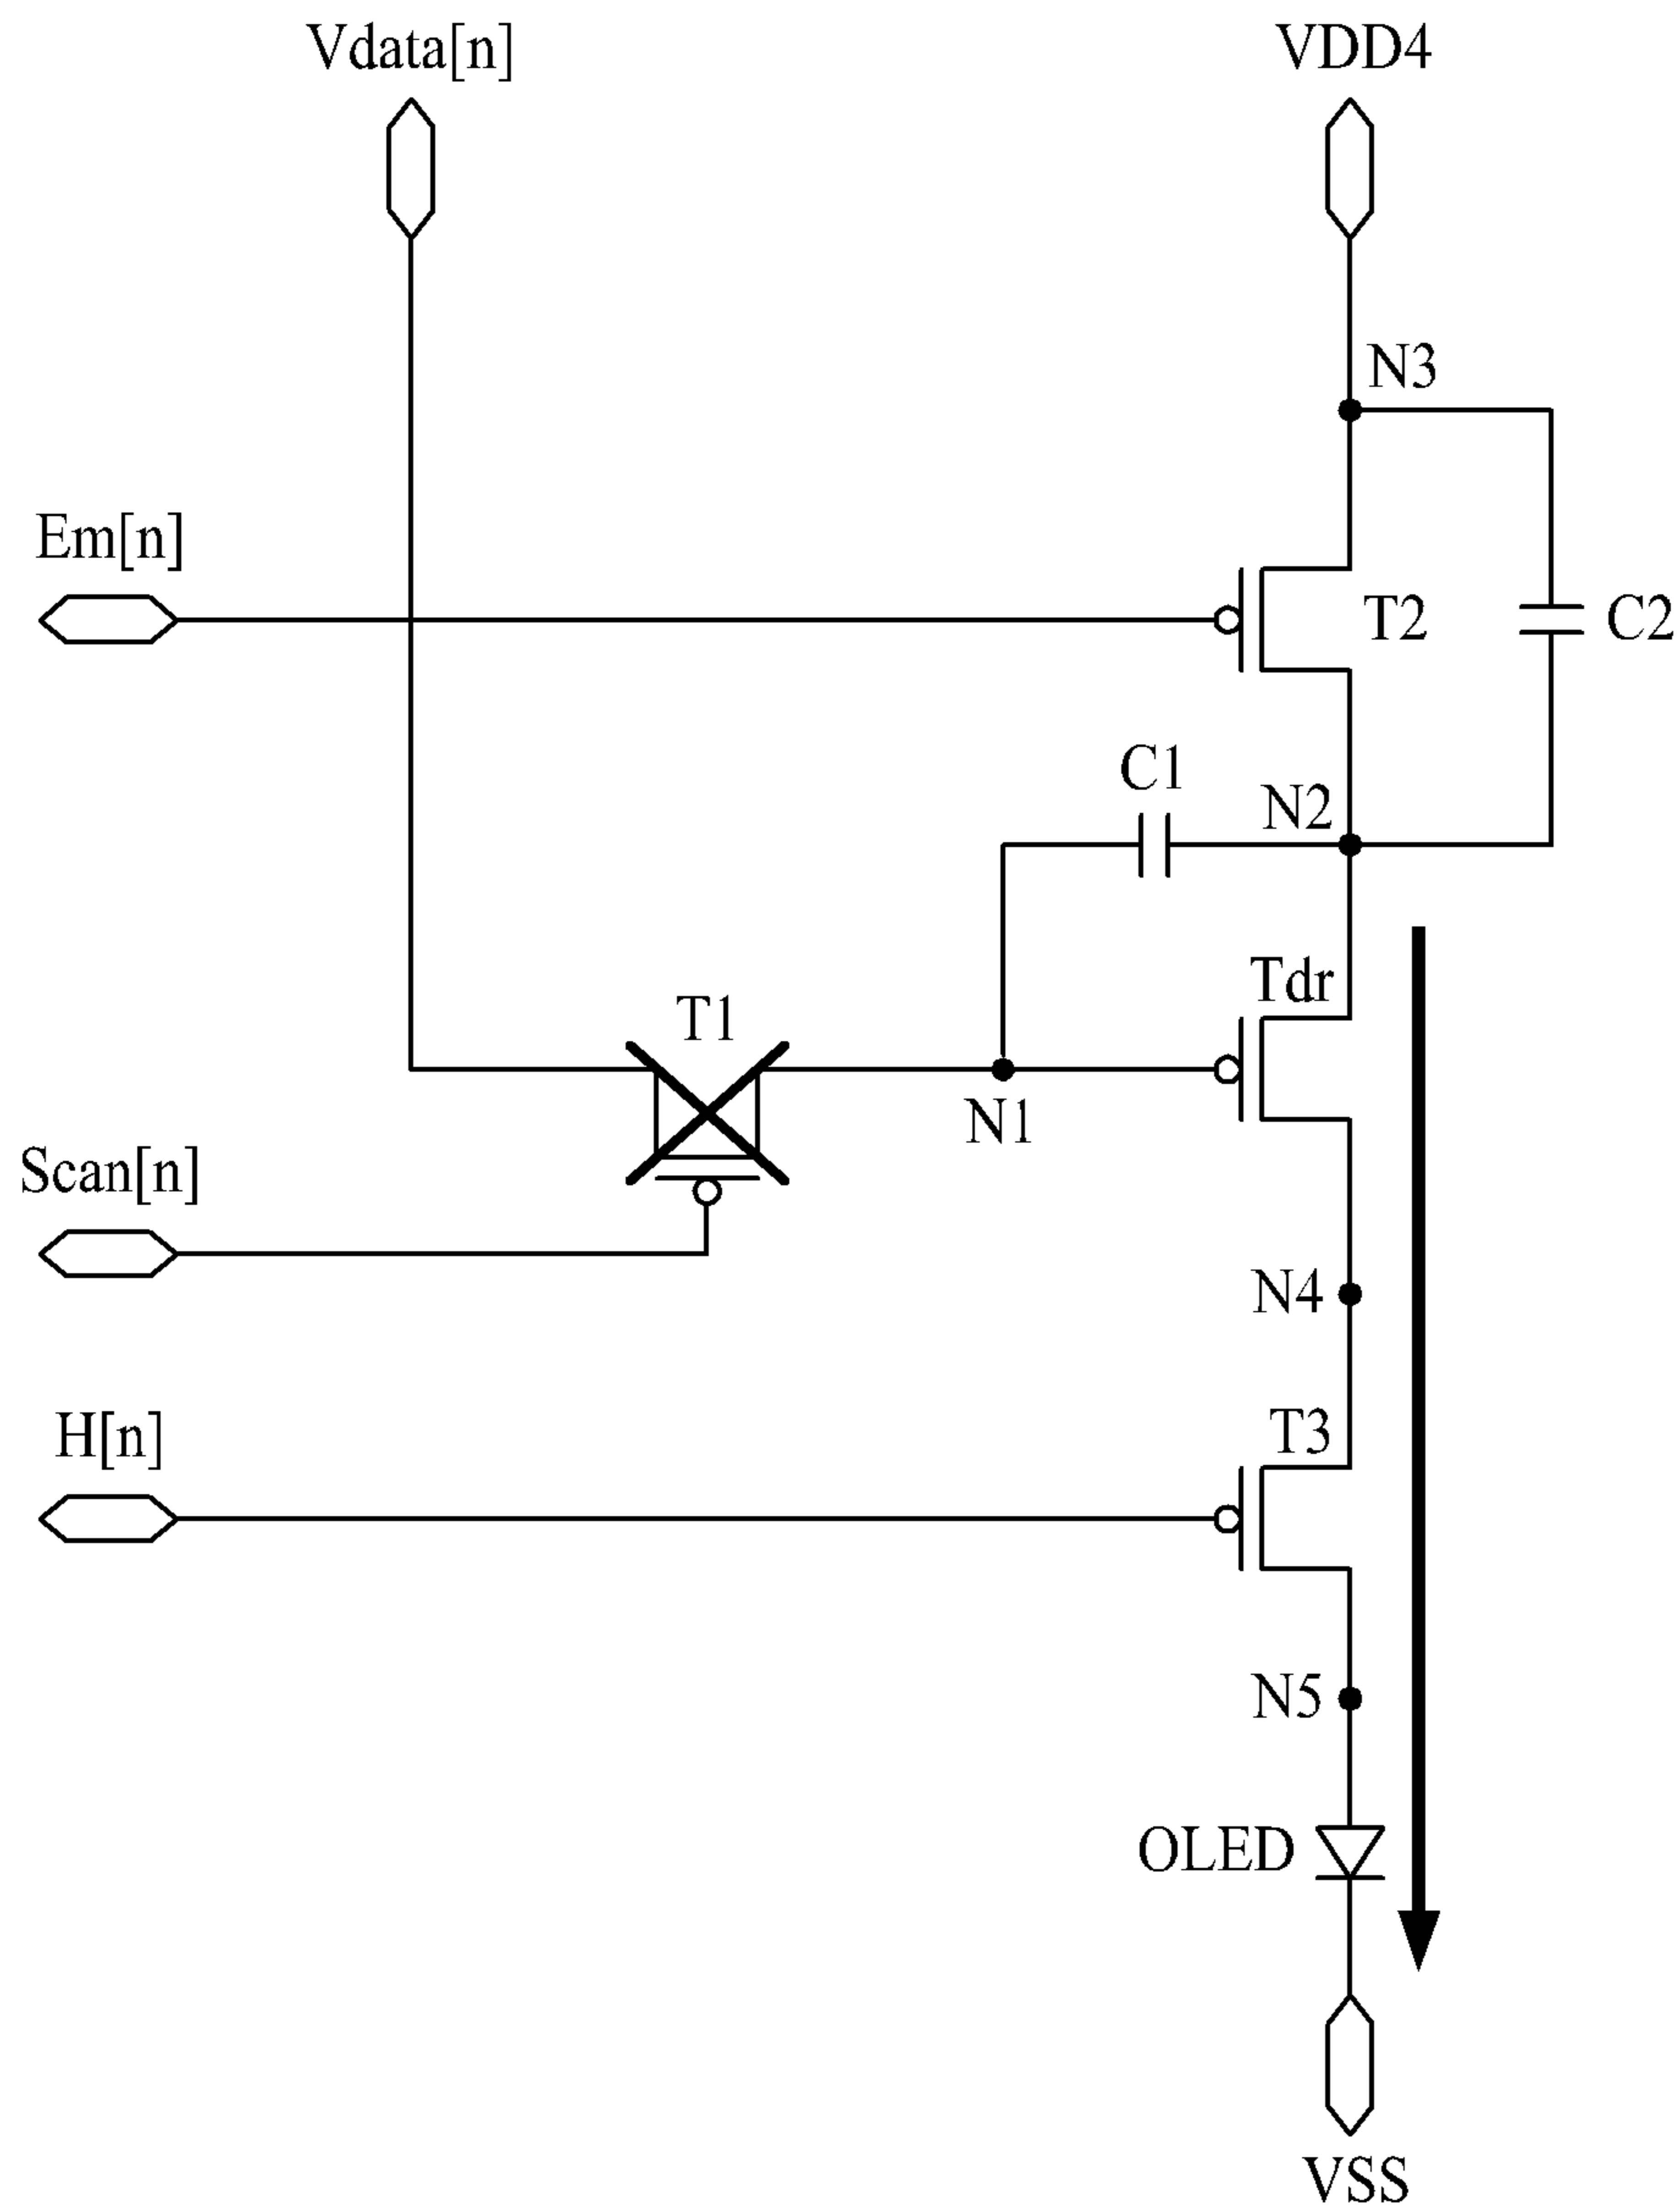 Vdata[n]
VDD4
N3
Em[n]
T2
C2
C1
N2
Tdr
T1
N1
Scan[n]
N4
H[n]
T3
N5
OLED
VSS